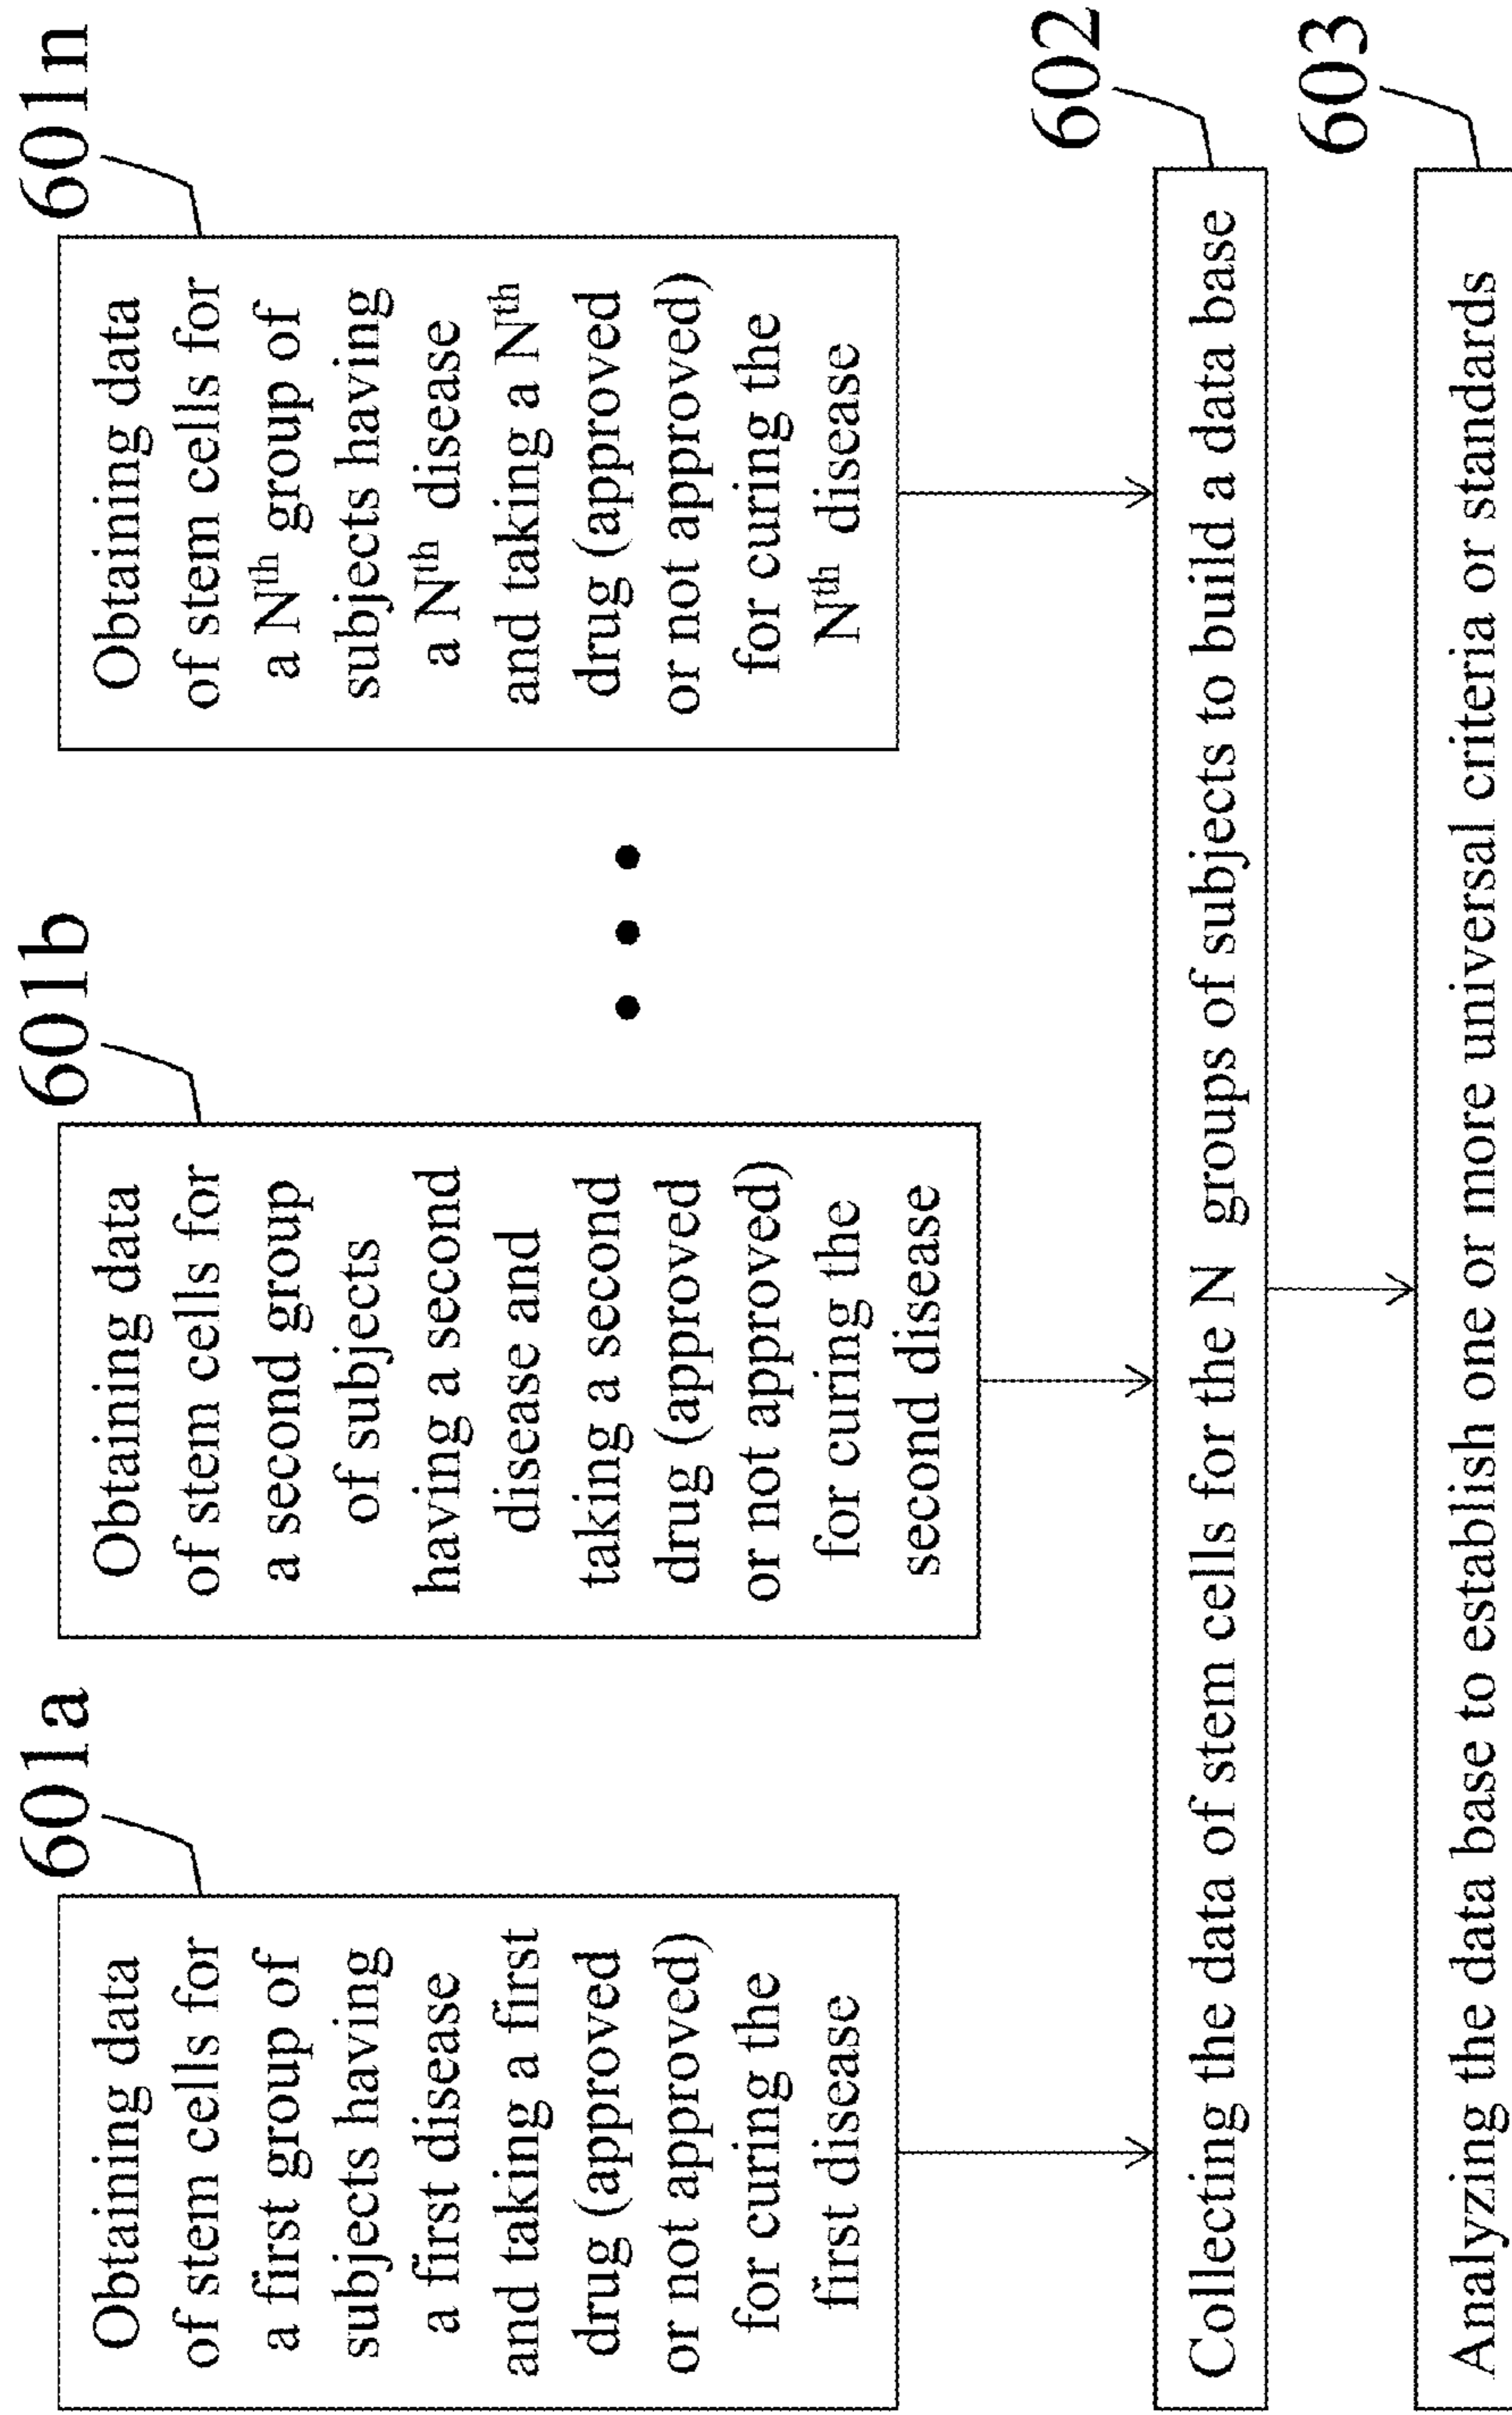 601a
Obtaining data
of stem cells for
a first group of
subjects having
a first disease
and taking a first
drug (approved
or not approved)
for curing the
first disease
601b
Obtaining data
of stem cells for
a second group
of subjects
having a second
disease and
taking a second
drug (approved
or not approved)
for curing the
second disease
601n
Obtaining data
of stem cells for
a Nth group of
subjects having
a Nth disease
and taking a Nth
drug (approved
or not approved)
for curing the
Nth disease
602
Collecting the data of stem cells for the N groups of subjects to build a data base
603
Analyzing the data base to establish one or more universal criteria or standards